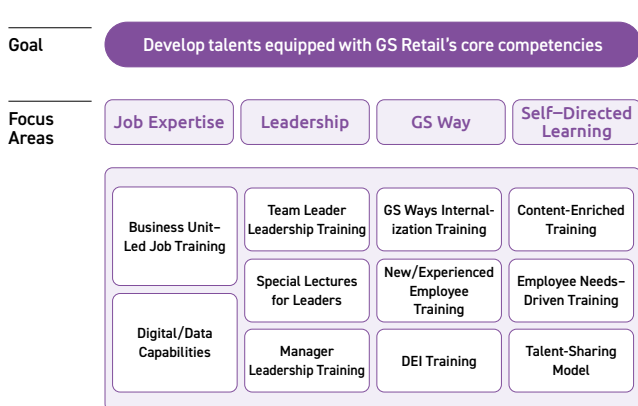 Goal
Develop talents equipped with GS Retail's core competencies
Focus
Areas
Job Expertise
Leadership
GS Way
Self–Directed
Learning
Business Unit–
Led Job Training
Digital/Data
Capabilities
Team Leader
Leadership Training
Special Lectures
for Leaders
Manager
Leadership Training
GS Ways Internal-
ization Training
New/Experienced
Employee
Training
DEI Training
Content-Enriched
Training
Employee Needs–
Driven Training
Talent-Sharing
Model